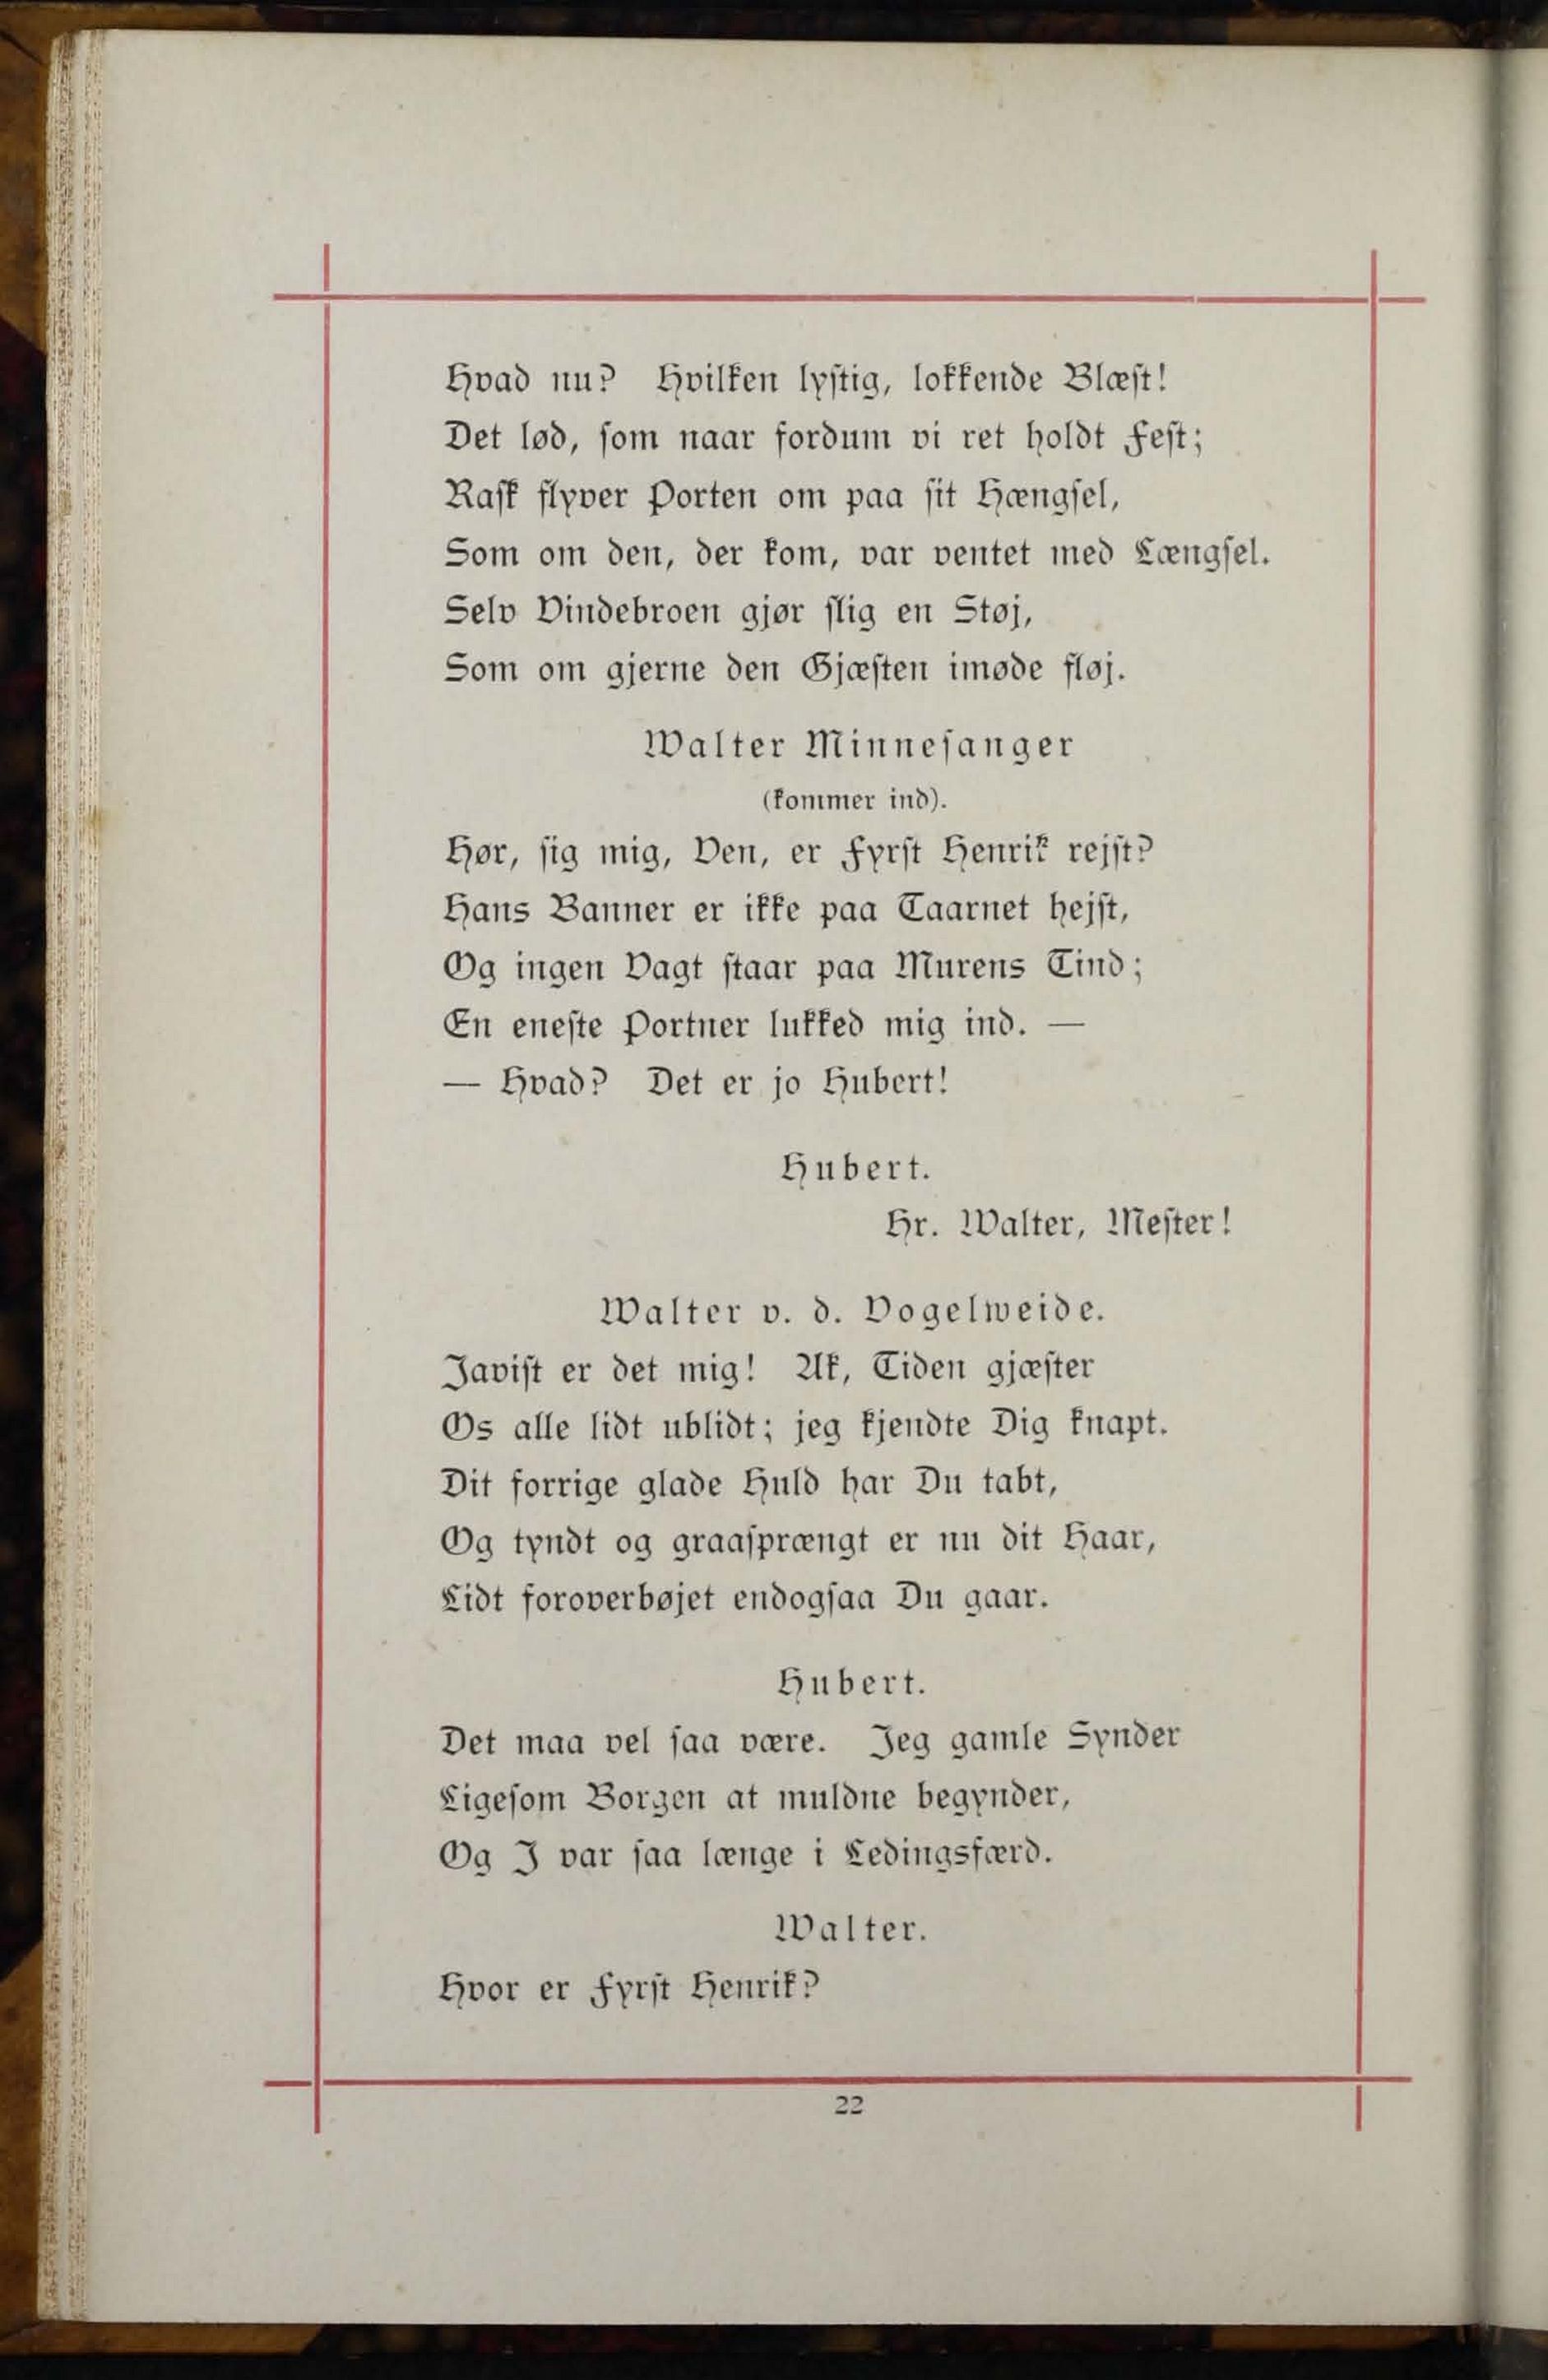 Hvad nu? Hvilken lystig, lokkende Blæst!
Det lød, som naar fordum vi ret holdt Fest;
Rask flyver Porten om paa sit Hængsel,
Som om den, der kom, var ventet med Længsel.
Selv Vindebroen gjør slig en Støj,
Som om gjerne den Gjæsten imøde fløj.
Walter Minnesanger
(kommer ind).
Hør, sig mig, Ven, er Fyrst Henrik rejst?
Hans Banner er ikke paa Taarnet hejst,
Og ingen Vagt staar paa Murens Tind;
En eneste Portner lukked mig ind. —
— Hvad? Det er jo Hubert!
Hubert.
Hr. Walter, Mester!
Walter v. d. Vogelweide.
Javist er det mig! Ak, Tiden gjæster
Os alle lidt ublidt; jeg kjendte Dig knapt.
Dit forrige glade Huld har Du tabt,
Og tyndt og graasprængt er nu dit Haar,
Lidt foroverbøjet endogsaa Du gaar.
Hubert.
Det maa vel saa være. Jeg gamle Synder
Ligesom Borgen at muldne begynder,
Og I var saa længe i Ledingsfærd.
Walter.
Hvor er Fyrst Henrik?
22